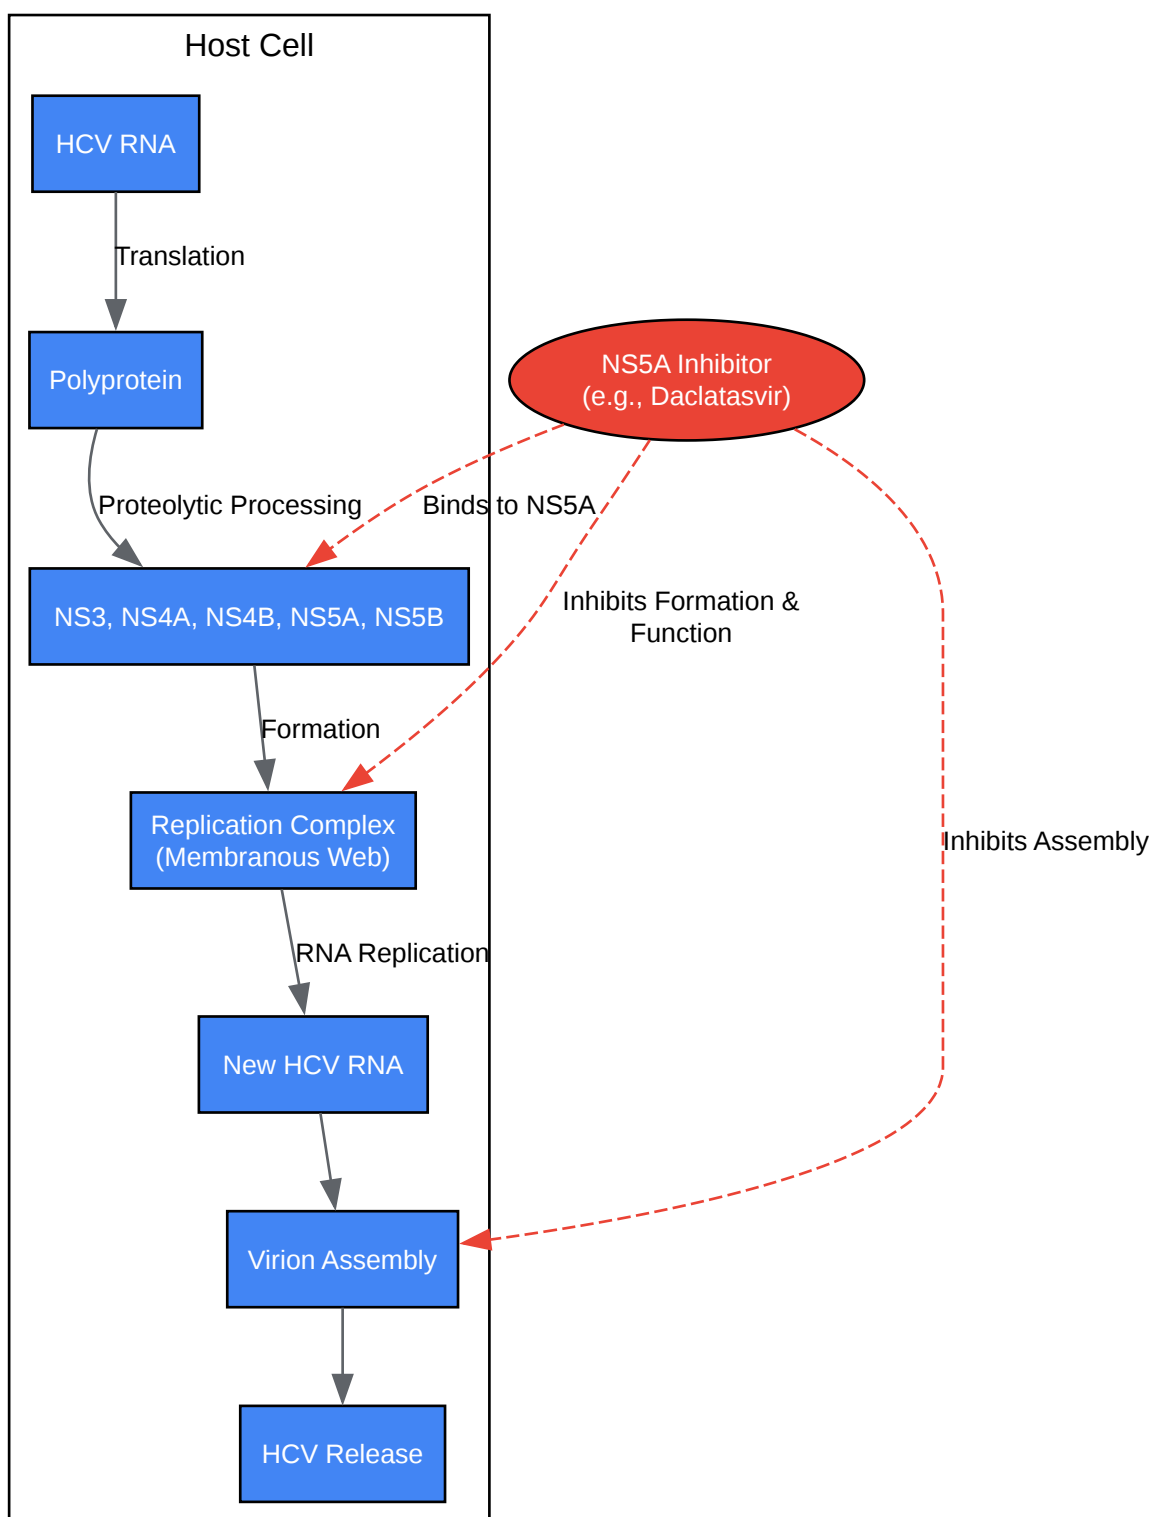 Host Cell
HCV RNA
Translation
Polyprotein
NS5A Inhibitor
(e.g., Daclatasvir)
Proteolytic Processing
Binds to NS5A
NS3, NS4A, NS4B, NS5A, NS5B
Inhibits Formation &
Function
Formation
Replication Complex
(Membranous Web)
Inhibits Assembly
RNA Replication
New HCV RNA
Virion Assembly
HCV Release